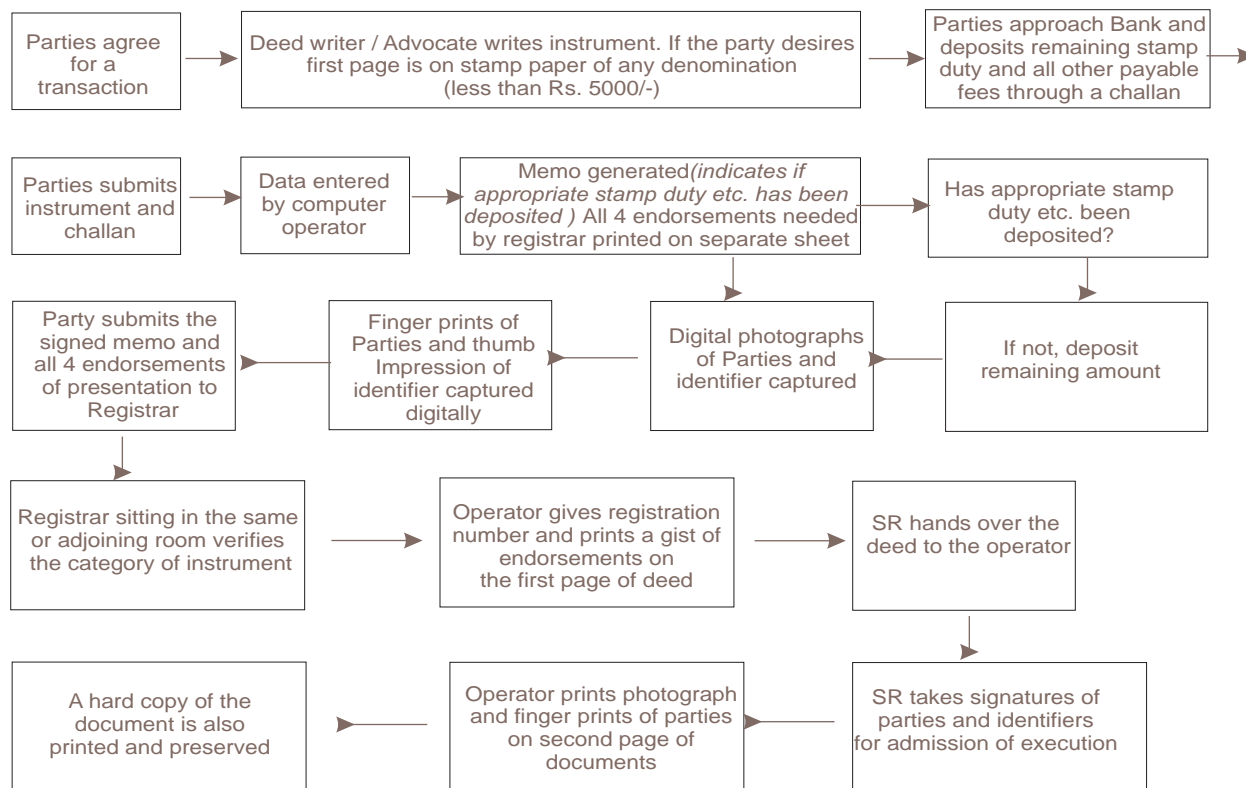 Parties agree
for a
transaction
Deed writer / Advocate writes instrument. If the party desires
first page is on stamp paper of any denomination
(less than Rs. 5000/-)
Parties approach Bank and
deposits remaining stamp
duty and all other payable
fees through a challan
Parties submits
instrument and
challan
Data entered
by computer
operator
Memo generated(indicates if
appropriate stamp duty etc. has been
deposited ) All 4 endorsements needed
by registrar printed on separate sheet
Has appropriate stamp
duty etc. been
deposited?
Party submits the
signed memo and
all 4 endorsements
of presentation to
Registrar
Finger prints of
Parties and thumb
Impression of
identifier captured
digitally
Digital photographs
of Parties and
identifier captured
If not, deposit
remaining amount
Registrar sitting in the same
or adjoining room verifies
the category of instrument
Operator gives registration
number and prints a gist of
endorsements on
the first page of deed
SR hands over the
deed to the operator
A hard copy of the
document is also
printed and preserved
Operator prints photograph
and finger prints of parties
on second page of
documents
SR takes signatures of
parties and identifiers
for admission of execution